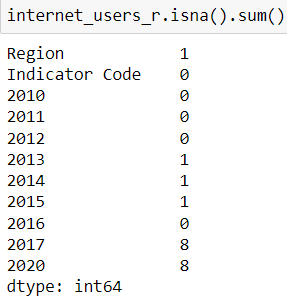 internet_users_r.isna().sum()
Region 1
Indicator Code 0
2010 0
2011 0
2012 0
2013 1
2014 1
2015 1
2016 0
2017 8
2020 8
dtype: int64